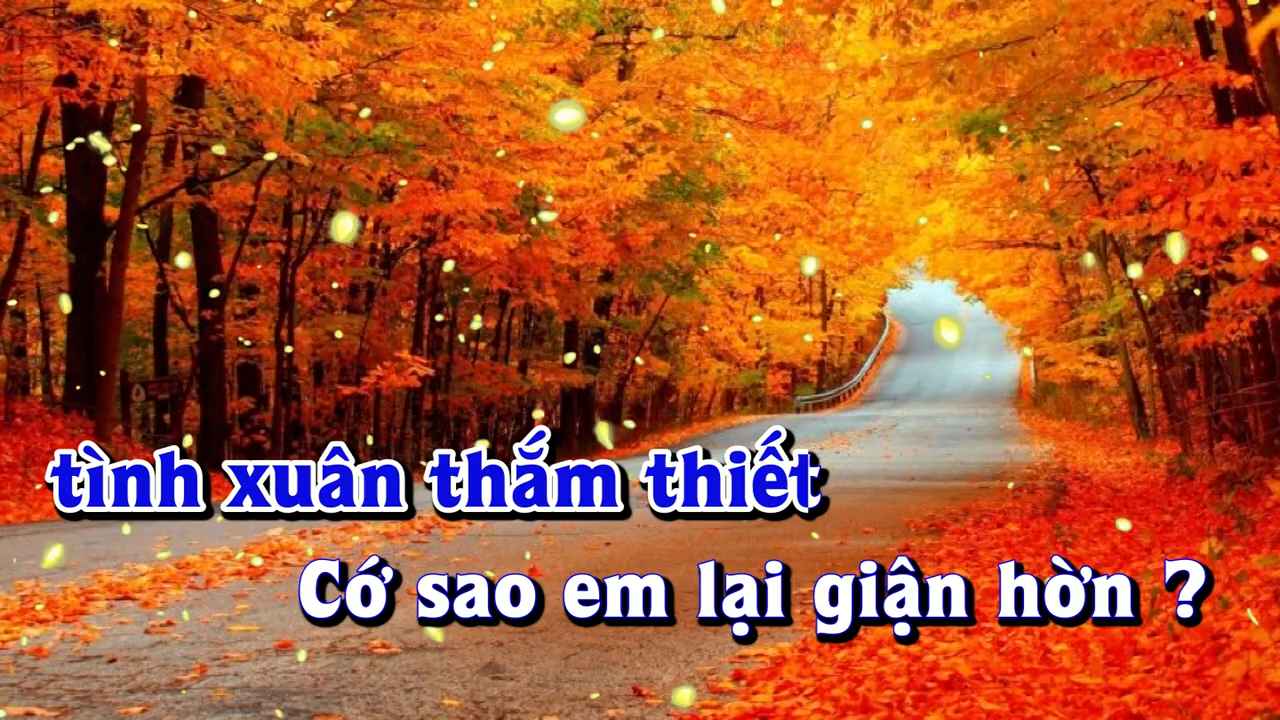 tình xuân thắm thiết
Cớ sao em lại giận hờn ?